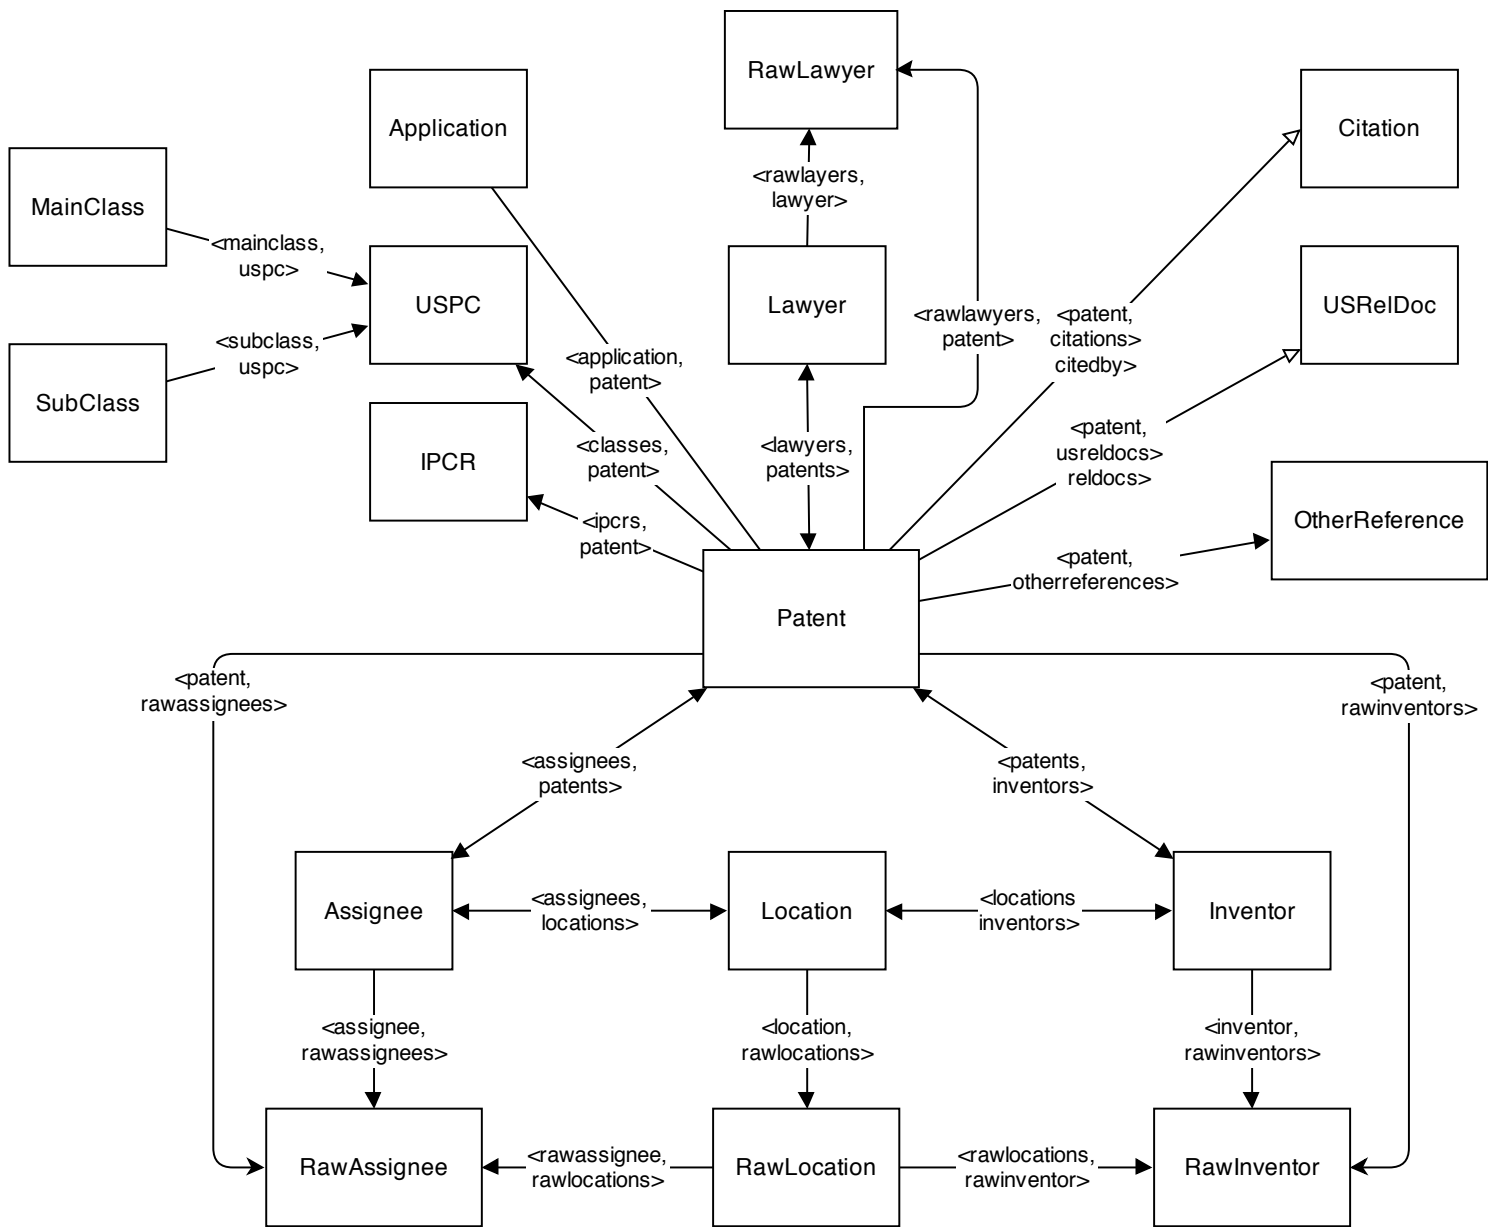 RawLawyer
Application
Citation
MainClass
<rawlayers,
lawyer>
<mainclass,
uspc>
USPC
Lawyer
USRelDoc
<rawlawyers,
patent>
<patent,
citations>
citedby>
<subclass,
uspc>
<application,
patent>
SubClass
<classes,
patent>
<lawyers,
patents>
<patent,
usreldocs>
reldocs>
IPCR
OtherReference
<ipcrs,
patent>
<patent,
otherreferences>
Patent
<patent,
rawassignees>
<patent,
rawinventors>
<assignees,
patents>
<patents,
inventors>
Assignee
<assignees,
locations>
Location
<locations
inventors>
Inventor
<assignee,
rawassignees>
<location,
rawlocations>
<inventor,
rawinventors>
RawAssignee
<rawassignee,
rawlocations>
RawLocation
<rawlocations,
rawinventor>
RawInventor